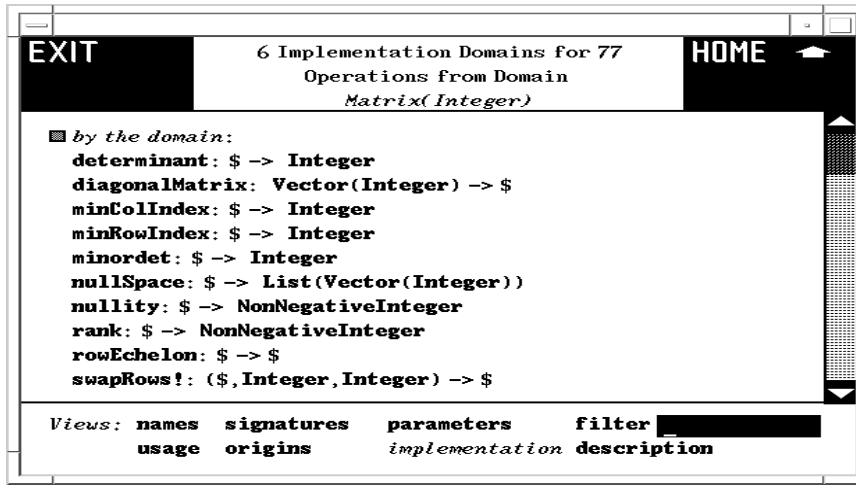 EXIT
6 Implementation Domains for 77
Operations from Domain
Matrix(Integer)
HOME
by the domain:
determinant: $ -> Integer
diagonalMatrix: Vector(Integer) -> $
minColIndex: $ -> Integer
minRowIndex: $ -> Integer
minordet: $ -> Integer
nullSpace: $ -> List(Vector(Integer))
nullity: $ -> NonNegativeInteger
rank: $ -> NonNegativeInteger
rowEchelon: $ -> $
swapRows!: ($,Integer,Integer) -> $
Views: names signatures parameters filter
usage origins implementation description